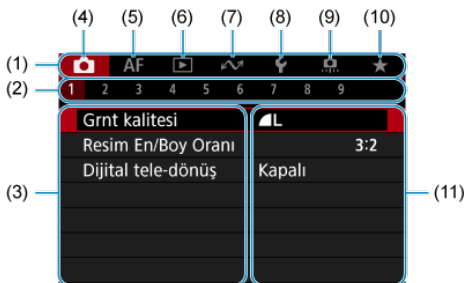 (4) (5) (6) (7) (8) (9) (10)
(1) AF
(2) 1 2 3 4 5 6 7 8 9
Grnt kalitesi L
Resim En/Boy Oranı 3:2
(3) Dijital tele-dönüş Kapalı (11)